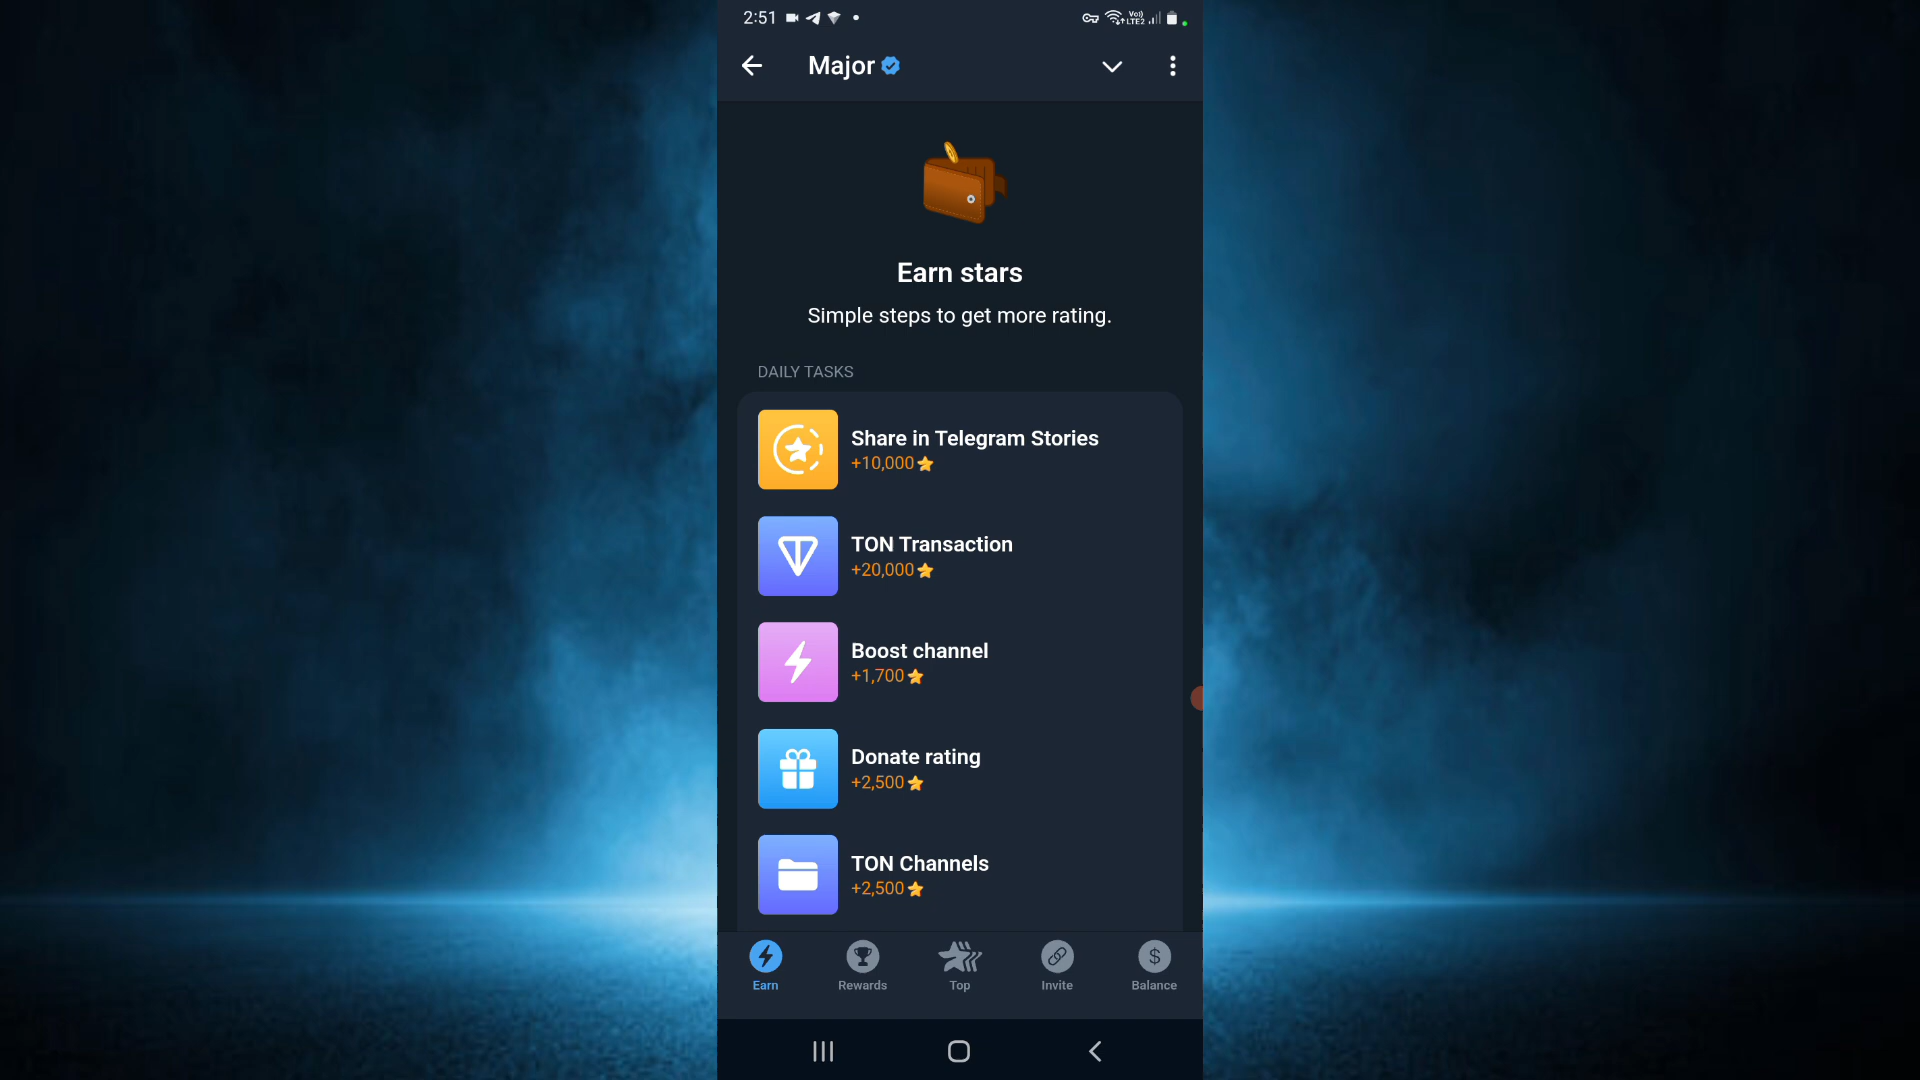 2:51
Vo))
LTE2
Major
Earn stars
Simple steps to get more rating.
DAILY TASKS
Share in Telegram Stories
+10,000
TON Transaction
+20,000
Boost channel
+1,700
Donate rating
+2,500
TON Channels
+2,500
Earn Rewards Top Invite Balance